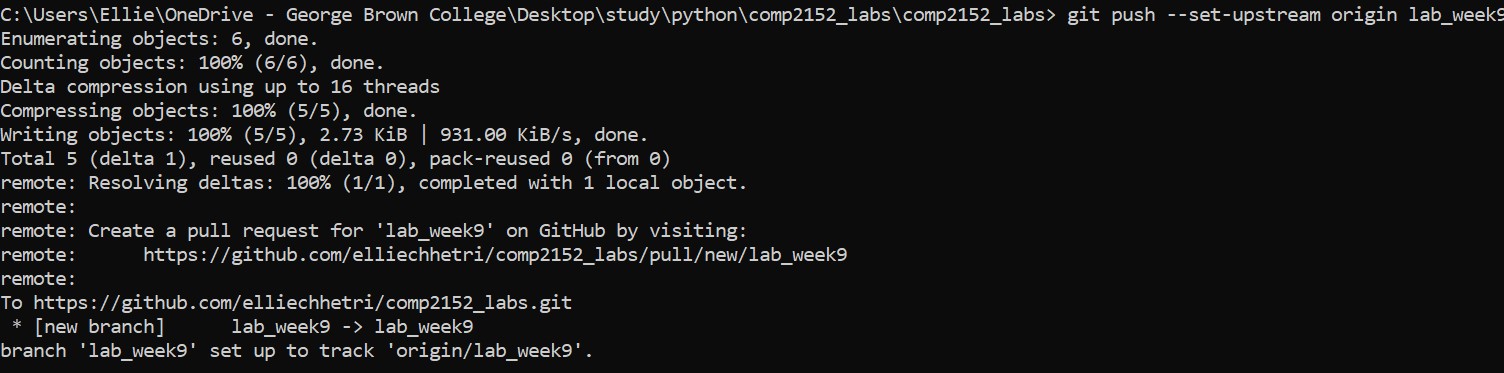 C:\Users\Ellie\OneDrive - George Brown College\Desktop\study\python\comp2152_labs\comp2152_labs> git push --set-upstream origin lab_week9
Enumerating objects: 6, done.
Counting objects: 100% (6/6), done.
Delta compression using up to 16 threads
Compressing objects: 100% (5/5), done.
Writing objects: 100% (5/5), 2.73 KiB | 931.00 KiB/s, done.
Total 5 (delta 1), reused 0 (delta 0), pack-reused 0 (from 0)
remote: Resolving deltas: 100% (1/1), completed with 1 local object.
remote:
remote: Create a pull request for 'lab_week9' on GitHub by visiting:
remote:      https://github.com/elliechhetri/comp2152_labs/pull/new/lab_week9
remote:
To https://github.com/elliechhetri/comp2152_labs.git
 * [new branch]      lab_week9 -> lab_week9
branch 'lab_week9' set up to track 'origin/lab_week9'.